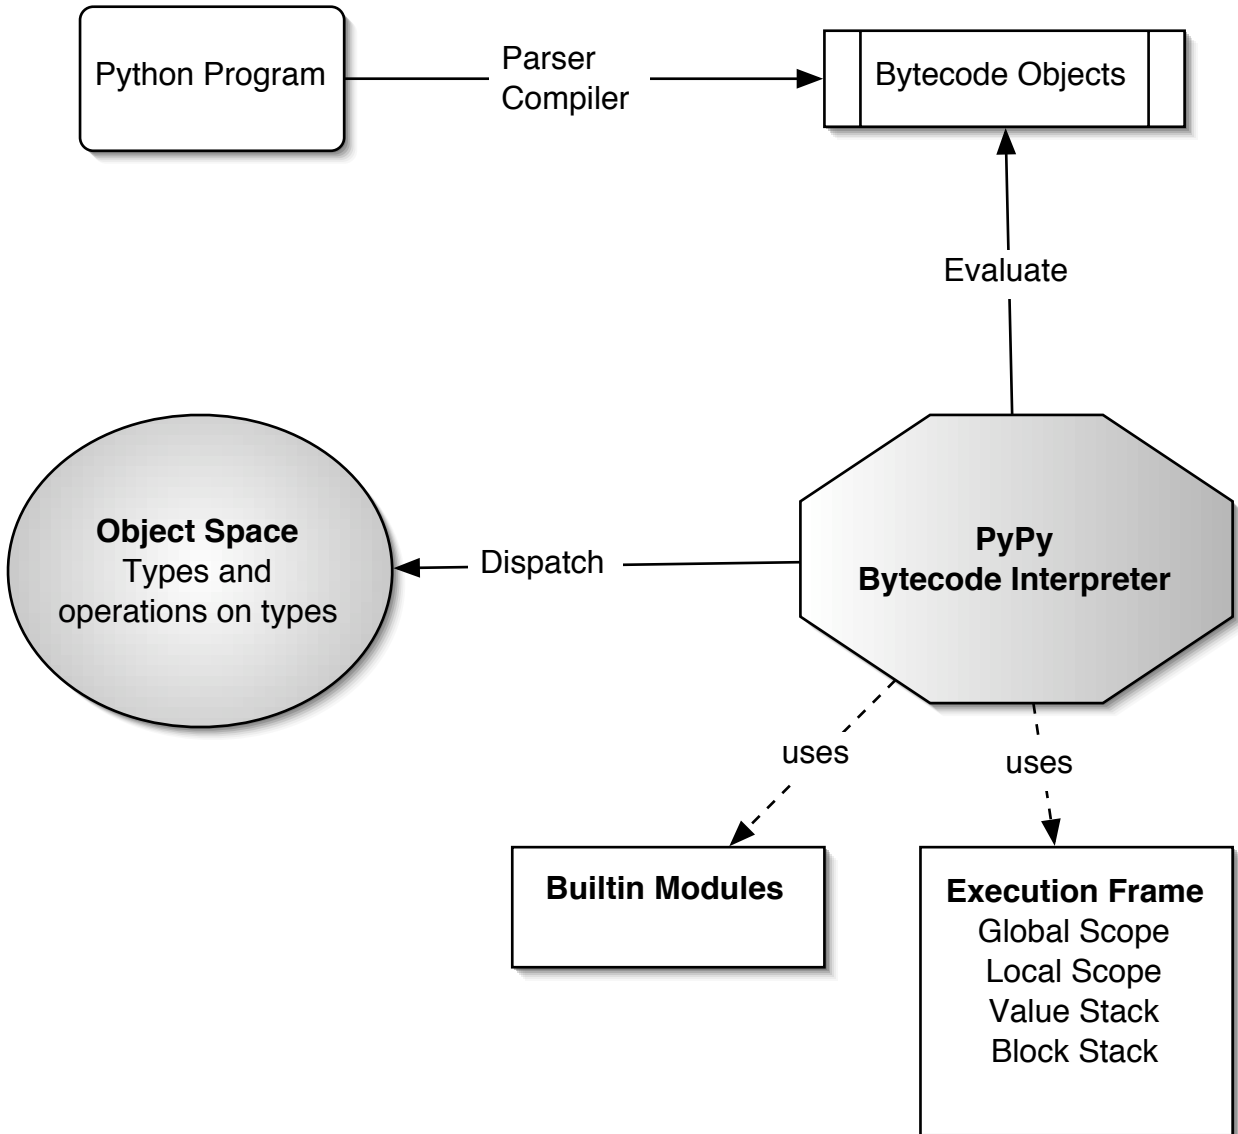 Python Program
Parser
Compiler
Bytecode Objects
Evaluate
Object Space
Types and
operations on types
Dispatch
PyPy
Bytecode Interpreter
uses
uses
Builtin Modules
Execution Frame
Global Scope
Local Scope
Value Stack
Block Stack